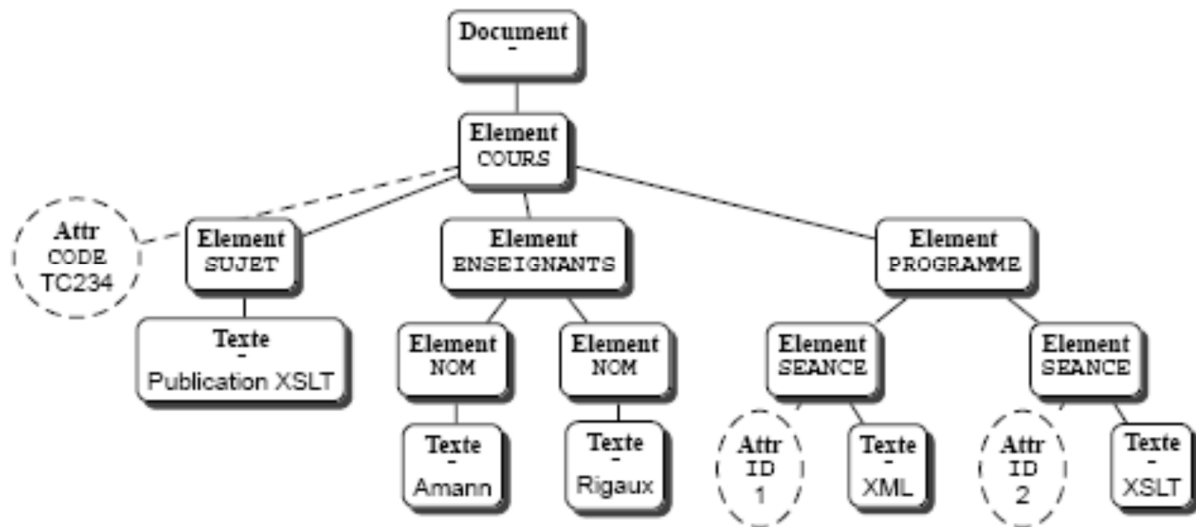 Document
-
Element
COURS
Attr
CODE
TC234
Element
SUJET
Element
ENSEIGNANTS
Element
PROGRAMME
Texte
-
Publication XSLT
Element
NOM
Element
NOM
Element
SEANCE
Element
SEANCE
Texte
-
Amann
Texte
-
Rigaux
Attr
ID
1
Texte
-
XML
Attr
ID
2
Texte
-
XSLT